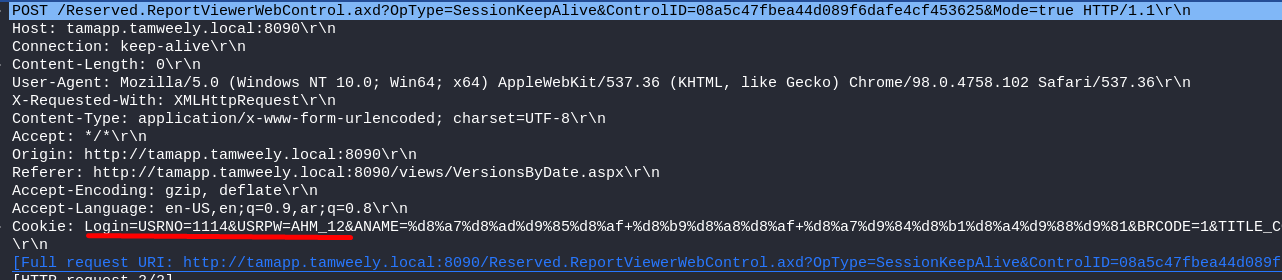 POST /Reserved.ReportViewerWebControl.axd?OpType=SessionKeepAlive&ControlID=08a5c47fbea44d089f6dafe4cf453625&Mode=true HTTP/1.1\r\n
Host: tamapp.tamweely.local:8090\r\n
Connection: keep-alive\r\n
Content-Length: 0\r\n
User-Agent: Mozilla/5.0 (Windows NT 10.0; Win64; x64) AppleWebKit/537.36 (KHTML, like Gecko) Chrome/98.0.4758.102 Safari/537.36\r\n
X-Requested-With: XMLHttpRequest\r\n
Content-Type: application/x-www-form-urlencoded; charset=UTF-8\r\n
Accept: */*\r\n
Origin: http://tamapp.tamweely.local:8090\r\n
Referer: http://tamapp.tamweely.local:8090/views/VersionsByDate.aspx\r\n
Accept-Encoding: gzip, deflate\r\n
Accept-Language: en-US,en;q=0.9,ar;q=0.8\r\n
Cookie: Login=USRNO=1114&USRPW=AHM_12&ANAME=%d8%a7%d8%ad%d9%85%d8%af+%d8%b9%d8%a8%d8%af+%d8%a7%d9%84%d8%b1%d8%a4%d9%88%d9%81&BRCODE=1&TITLE_C
\r\n
[Full request URI: http://tamapp.tamweely.local:8090/Reserved.ReportViewerWebControl.axd?OpType=SessionKeepAlive&ControlID=08a5c47fbea44d089f
[HTTP request 2/2]